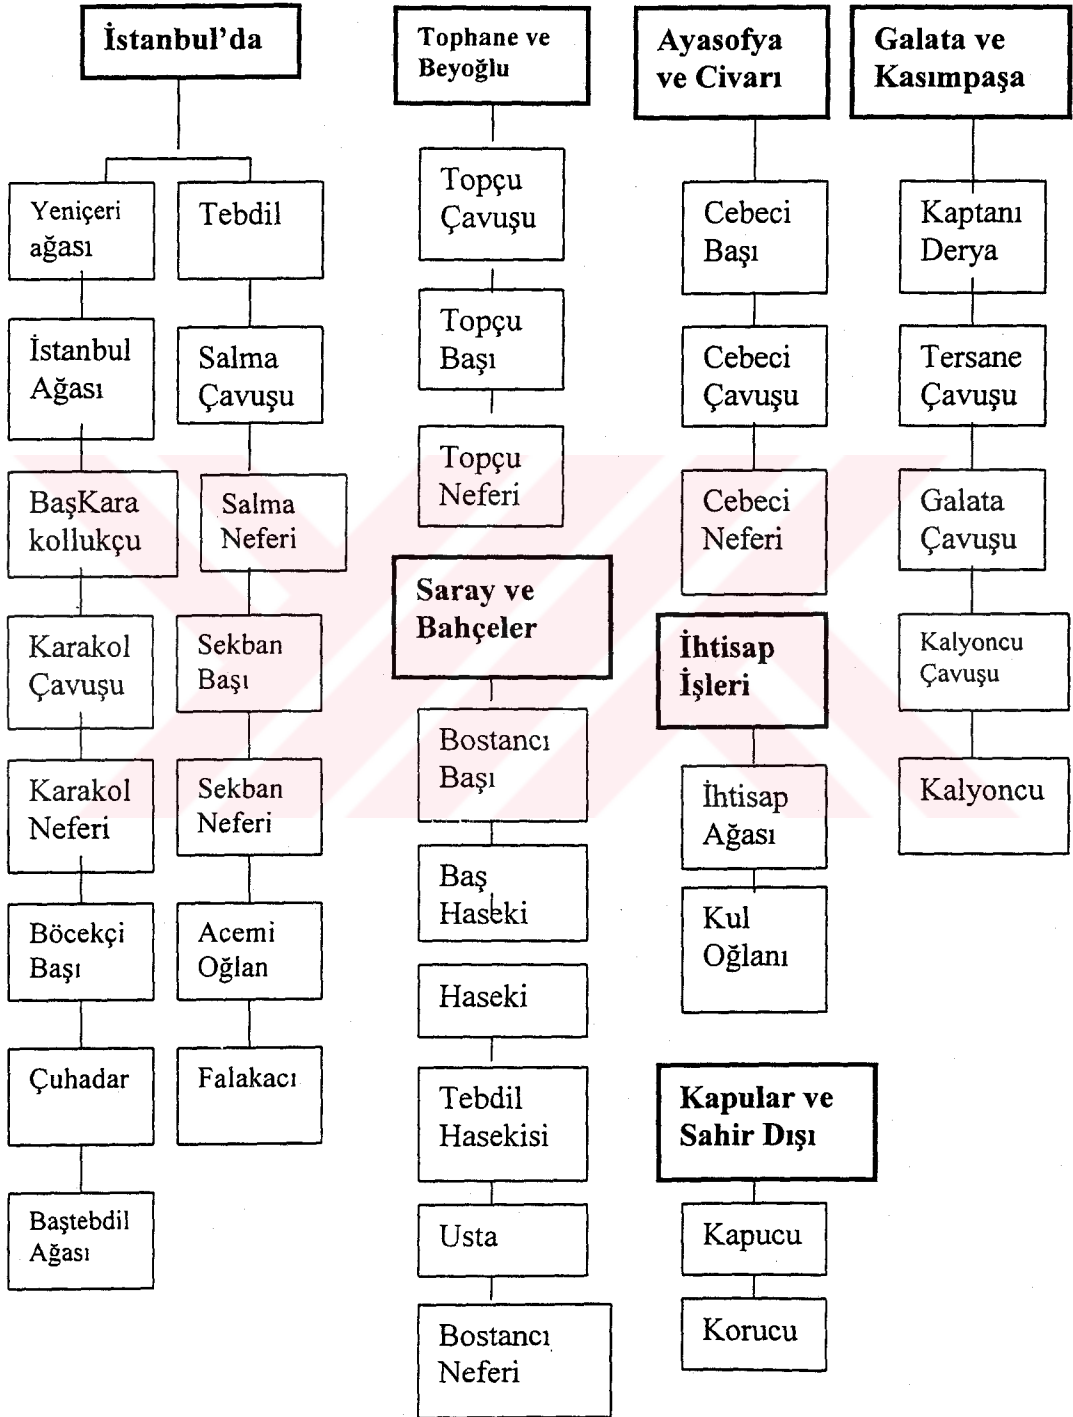 İstanbul'da
Yeniçeri
ağası
İstanbul
Ağası
BaşKara
kollukçu
Karakol
Çavuşu
Karakol
Neferi
Böcekçi
Başı
Çuhadar
Baştebdil
Ağası
Tebdil
Salma
Çavuşu
Salma
Neferi
Sekban
Başı
Sekban
Neferi
Acemi
Oğlan
Falakacı
Tophane ve
Beyoğlu
Topçu
Çavuşu
Topçu
Başı
Topçu
Neferi
Saray ve
Bahçeler
Bostancı
Başı
Baş
Haseki
Haseki
Tebdil
Hasekisi
Usta
Bostancı
Neferi
Ayasofya
ve Civarı
Cebeci
Başı
Cebeci
Çavuşu
Cebeci
Neferi
İhtisap
İşleri
İhtisap
Ağası
Kul
Oğlanı
Kapular ve
Sahir Dışı
Kapucu
Korucu
Galata ve
Kasımpaşa
Kaptanı
Derya
Tersane
Çavuşu
Galata
Çavuşu
Kalyoncu
Çavuşu
Kalyoncu